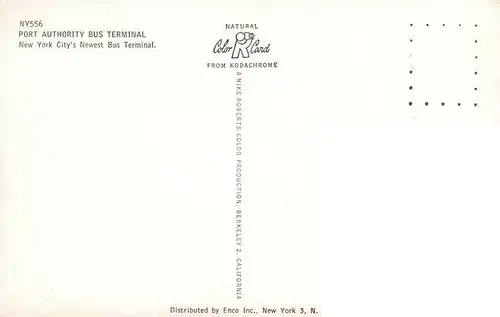 NY556
PORT AUTHORITY BUS TERMINAL
New York City's Newest Bus Terminal.
NATURAL
Color Card
FROM KODACHROME
A MIKE ROBERTS COLOR PRODUCTION, BERKELEY 2, CALIFORNIA
Distributed by Enco Inc., New York 3, N.